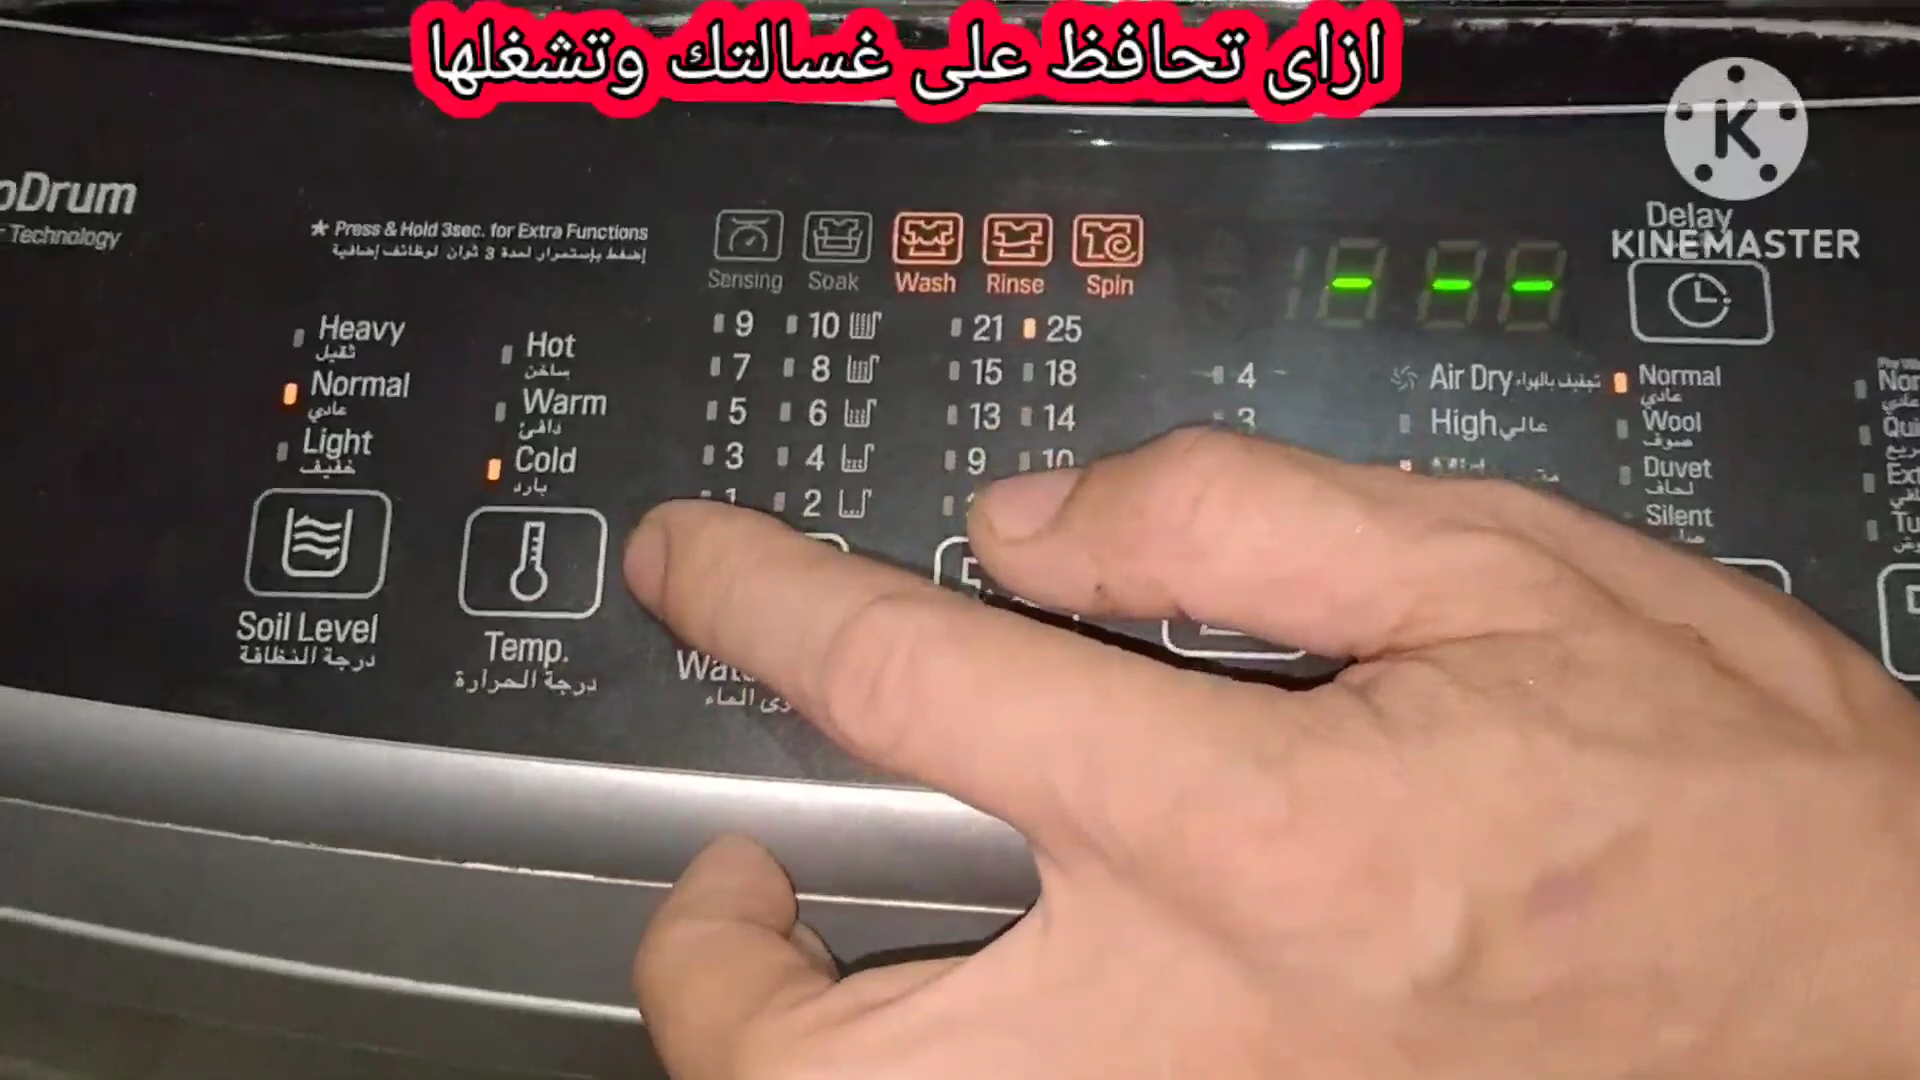 ازاى تحافظ على غسالتك وتشغلها
KINEMASTER
Drum
Technology
* Press & Hold 3sec. for Extra Functions
إضغط بإستمرار لمدة 3 ثوان لوظائف إضافية
Heavy
ثقيل
Normal
عادي
Light
خفيف
Soil Level
درجة النظافة
Hot
ساخن
Warm
دافئ
Cold
بارد
Temp.
درجة الحرارة
Sensing Soak Wash Rinse Spin
9 10 21 25
7 8 15 18
5 6 13 14
3 4 9 10
1 2
4
3
Air Dry تجفيف بالهواء
High عالي
Delay
Normal
عادي
Wool
صوف
Duvet
لحاف
Silent